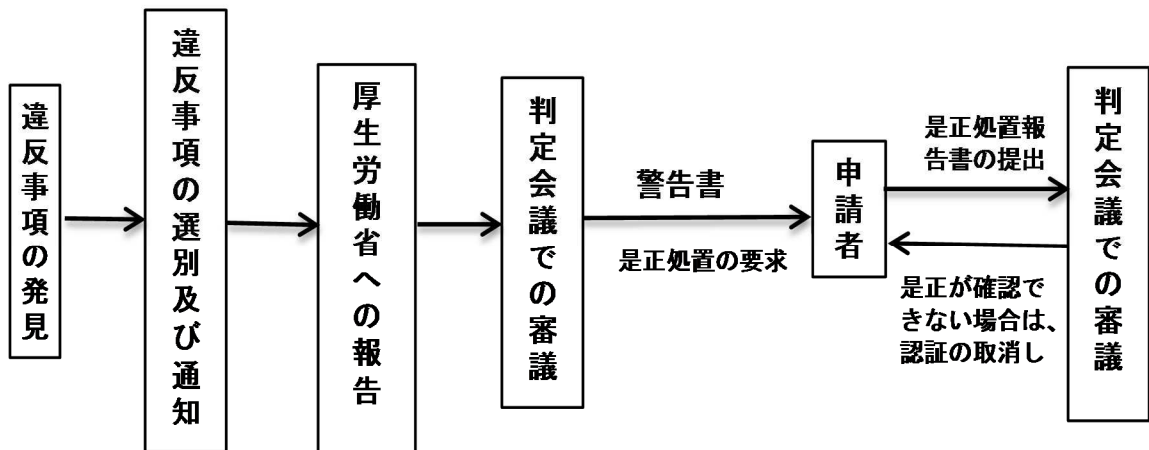 違反事項の発見
違反事項の選別及び通知
厚生労働省への報告
判定会議での審議
警告書
是正処置の要求
申請者
是正処置報
告書の提出
是正が確認で
きない場合は、
認証の取消し
判定会議での審議